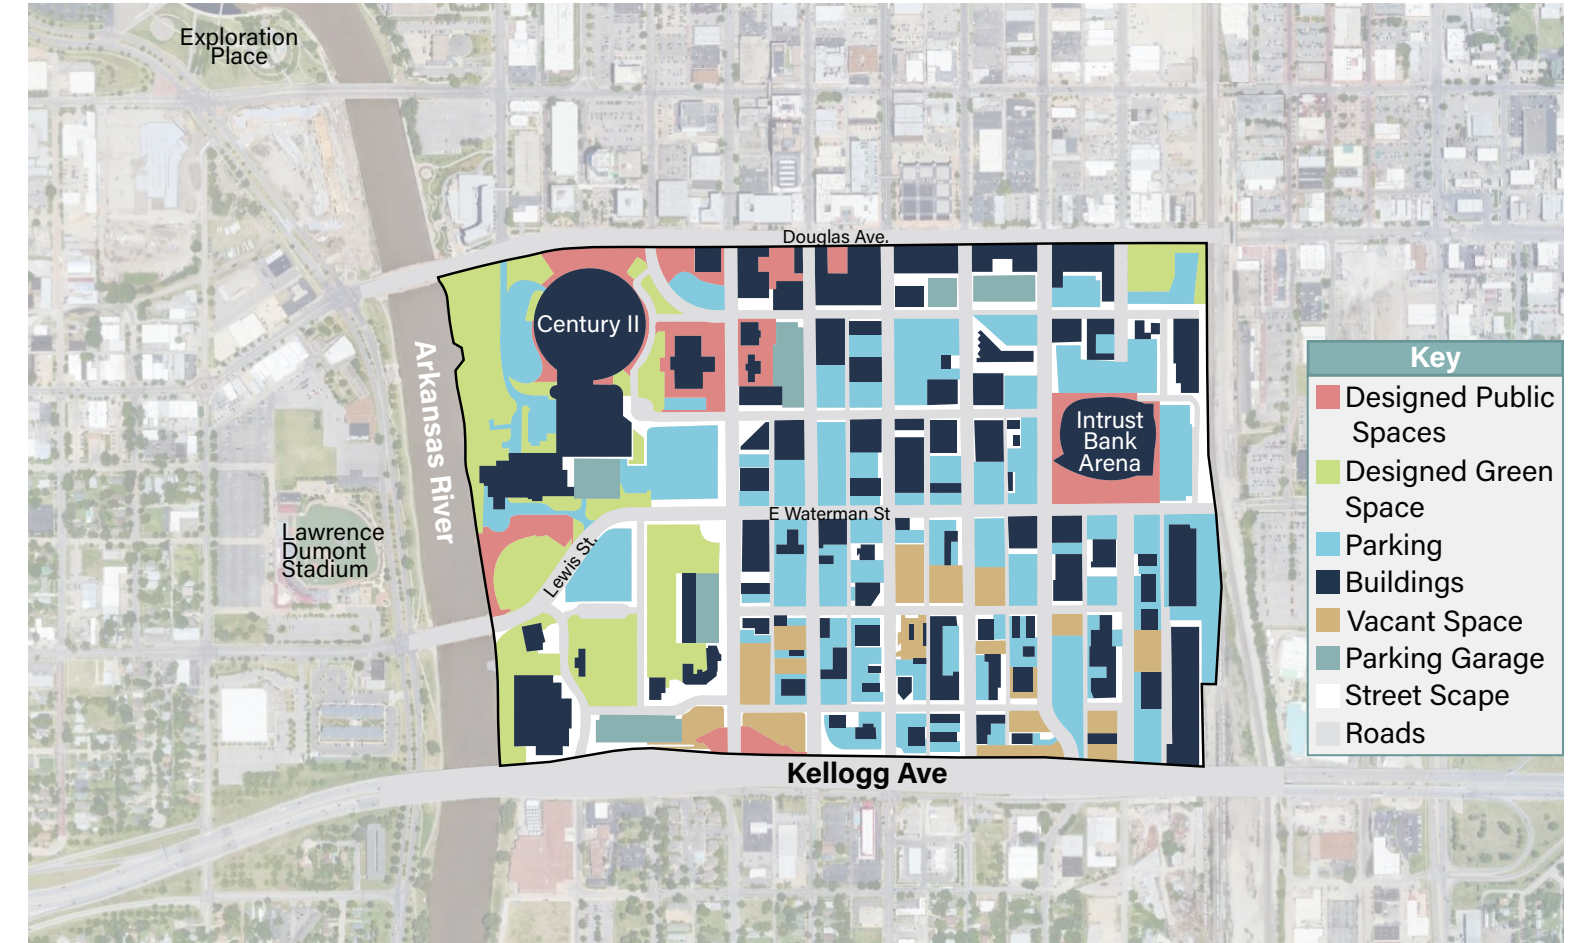 Exploration
Place
Douglas Ave.
Century II
Arkansas River
Intrust
Bank
Arena
E Waterman St
Lewis St.
Lawrence
Dumont
Stadium
Kellogg Ave
Key
Designed Public
Spaces
Designed Green
Space
Parking
Buildings
Vacant Space
Parking Garage
Street Scape
Roads